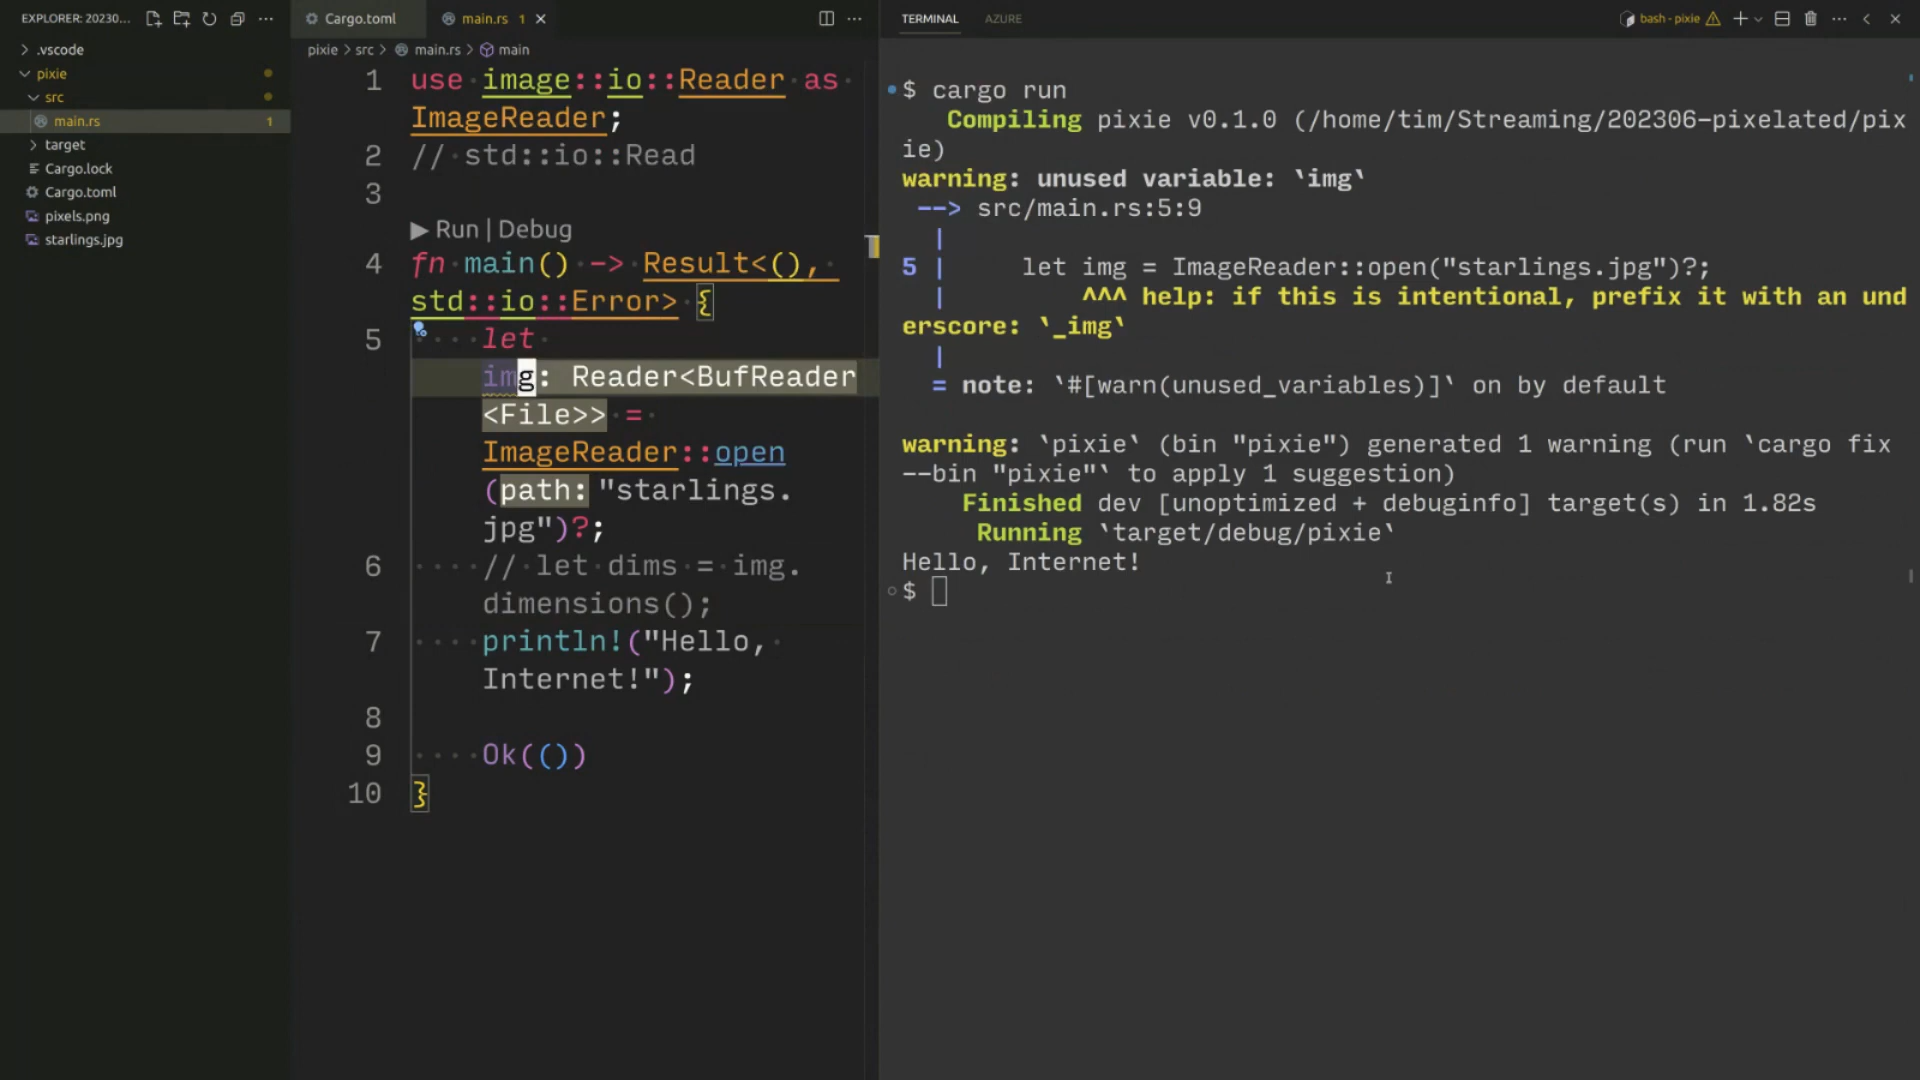 EXPLORER: 20230...
.vscode
pixie
src
main.rs 1
target
Cargo.lock
Cargo.toml
pixels.png
starlings.jpg
Cargo.toml
main.rs 1
pixie > src > main.rs > main
1 use image::io::Reader as
ImageReader;
2 // std::io::Read
3
▶ Run | Debug
4 fn main() -> Result<(),
std::io::Error> {
5 let
img: Reader<BufReader
<File>> =
ImageReader::open
(path: "starlings.
jpg")?;
6 // let dims = img.
dimensions();
7 println!("Hello,
Internet!");
8
9 Ok(())
10 }
TERMINAL AZURE
bash - pixie
$ cargo run
Compiling pixie v0.1.0 (/home/tim/Streaming/202306-pixelated/pix
ie)
warning: unused variable: `img`
--> src/main.rs:5:9
|
5 | let img = ImageReader::open("starlings.jpg")?;
| ^^^ help: if this is intentional, prefix it with an und
erscore: `_img`
|
= note: `#[warn(unused_variables)]` on by default
warning: `pixie` (bin "pixie") generated 1 warning (run `cargo fix
--bin "pixie"` to apply 1 suggestion)
Finished dev [unoptimized + debuginfo] target(s) in 1.82s
Running `target/debug/pixie`
Hello, Internet!
$